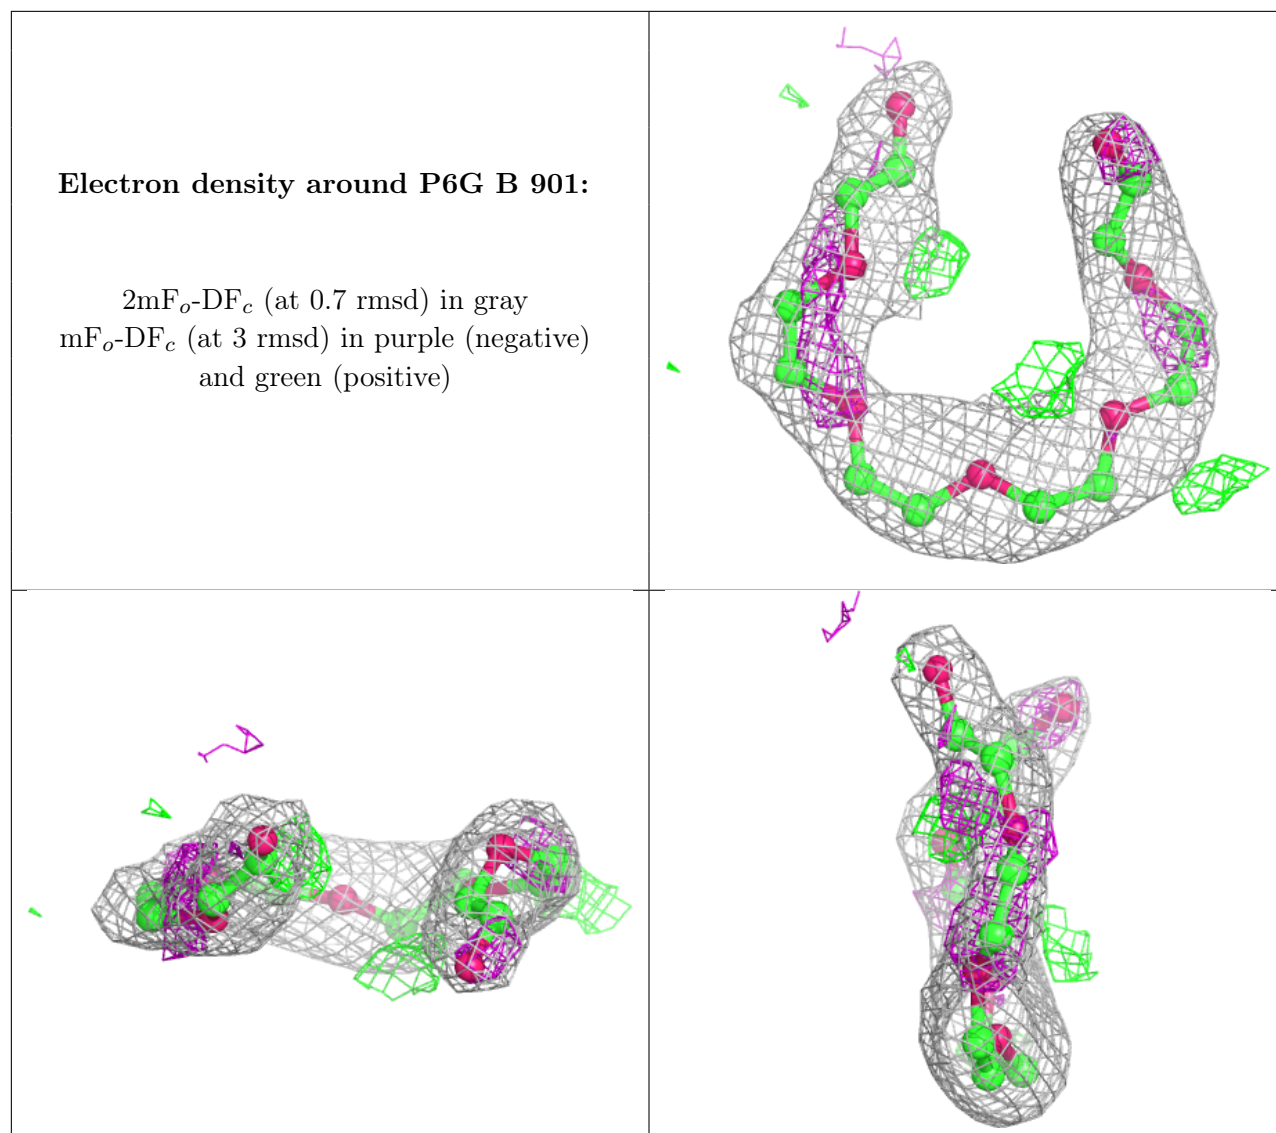 Electron density around P6G B 901:
2mFo-DFc (at 0.7 rmsd) in gray
mFo-DFc (at 3 rmsd) in purple (negative)
and green (positive)